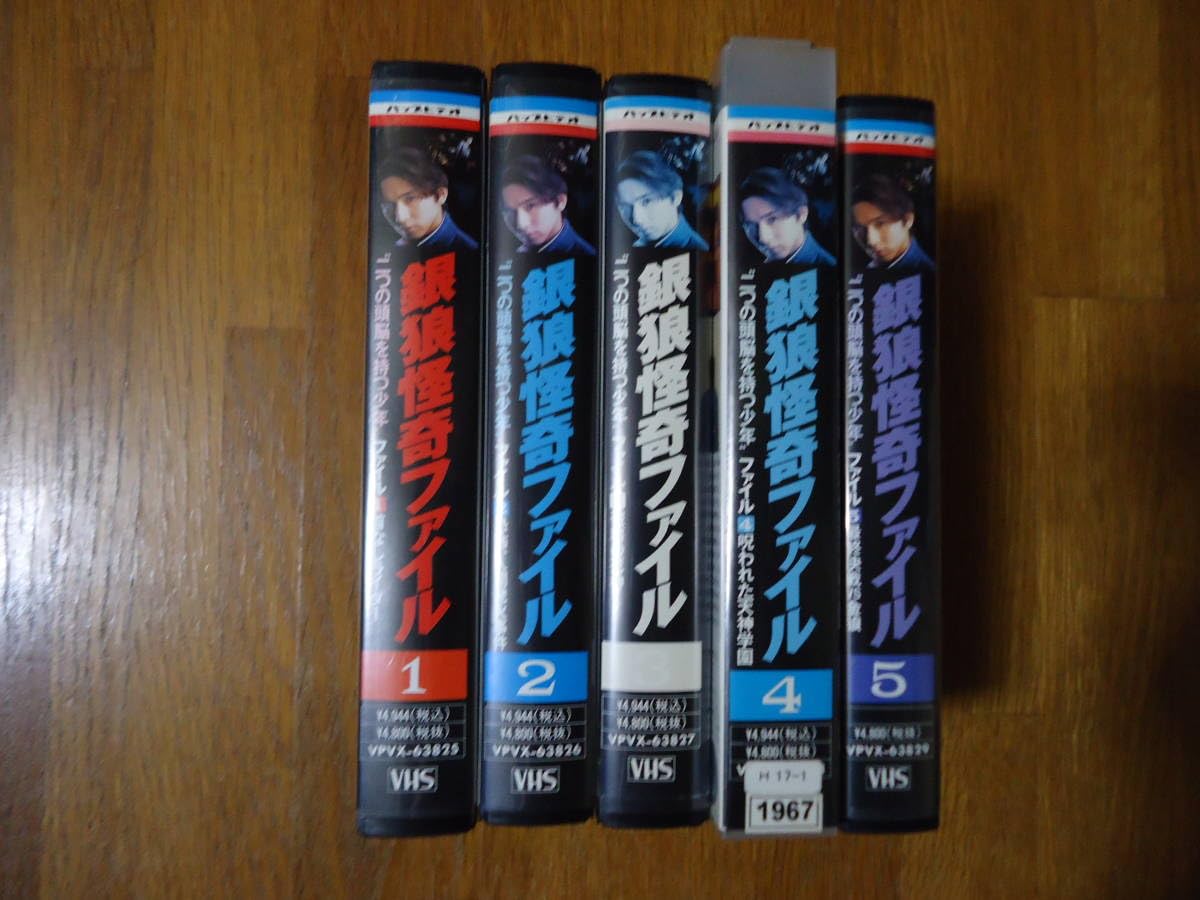 バップビデオ
銀狼怪奇ファイル
"二つの頭脳を持つ少年"
ファイル
1
¥4,944(税込)
¥4,800(税抜)
VPVX-63825
VHS
バップビデオ
銀狼怪奇ファイル
"二つの頭脳を持つ少年"
ファイル
2
¥4,944(税込)
¥4,800(税抜)
VPVX-63826
VHS
バップビデオ
銀狼怪奇ファイル
"二つの頭脳を持つ少年"
ファイル
3
¥4,944(税込)
¥4,800(税抜)
VPVX-63827
VHS
バップビデオ
銀狼怪奇ファイル
"二つの頭脳を持つ少年" ファイル4 呪われた天神学園
4
¥4,944(税込)
¥4,800(税抜)
H 17-1
1967
バップビデオ
銀狼怪奇ファイル
"二つの頭脳を持つ少年" ファイル5
5
¥4,800(税抜)
VPVX-63829
VHS